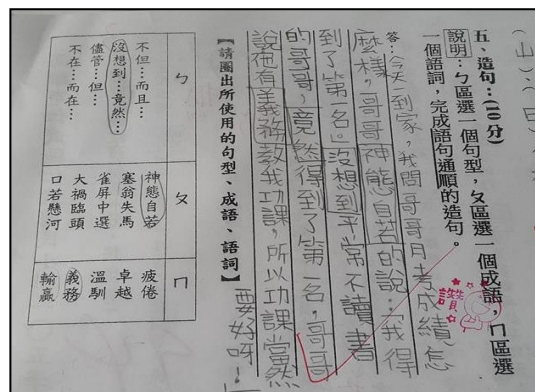 五、造句：(10分)
說明：ㄅ區選一個句型，ㄆ區選一個成語，ㄇ區選
一個語詞，完成語句通順的造句。
答：今天一到家，我問哥哥月考成績怎
麼樣，哥哥神態自若的說：「我得
到了第一名」沒想到平常不讀書
的哥哥，竟然得到了第一名，哥哥
說他有義務教我功課，所以功課當然
要好呀！
【請圈出所使用的句型、成語、語詞】
ㄅ
不但…而且…
沒想到…竟然…
儘管…但…
不在…而在…
ㄆ
神態自若
塞翁失馬
雀屏中選
大禍臨頭
口若懸河
ㄇ
疲倦
卓越
溫馴
義務
輸贏